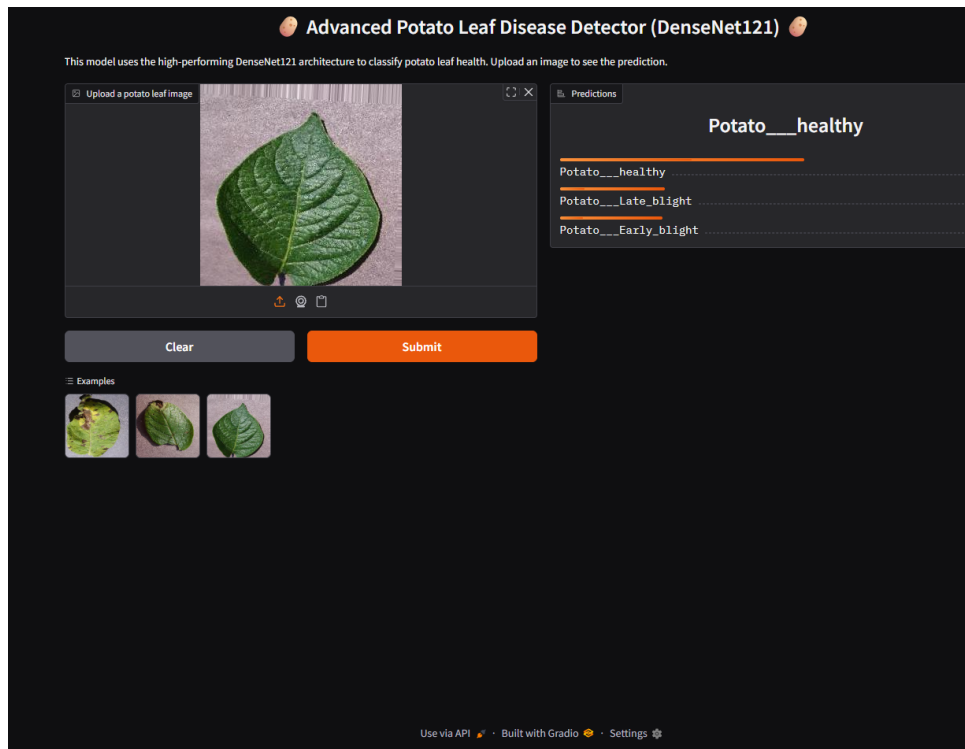 🥔 Advanced Potato Leaf Disease Detector (DenseNet121) 🥔
This model uses the high-performing DenseNet121 architecture to classify potato leaf health. Upload an image to see the prediction.
Upload a potato leaf image
Predictions
Potato___healthy
Potato___healthy
Potato___Late_blight
Potato___Early_blight
Clear
Submit
Examples
Use via API 🚀 · Built with Gradio · Settings